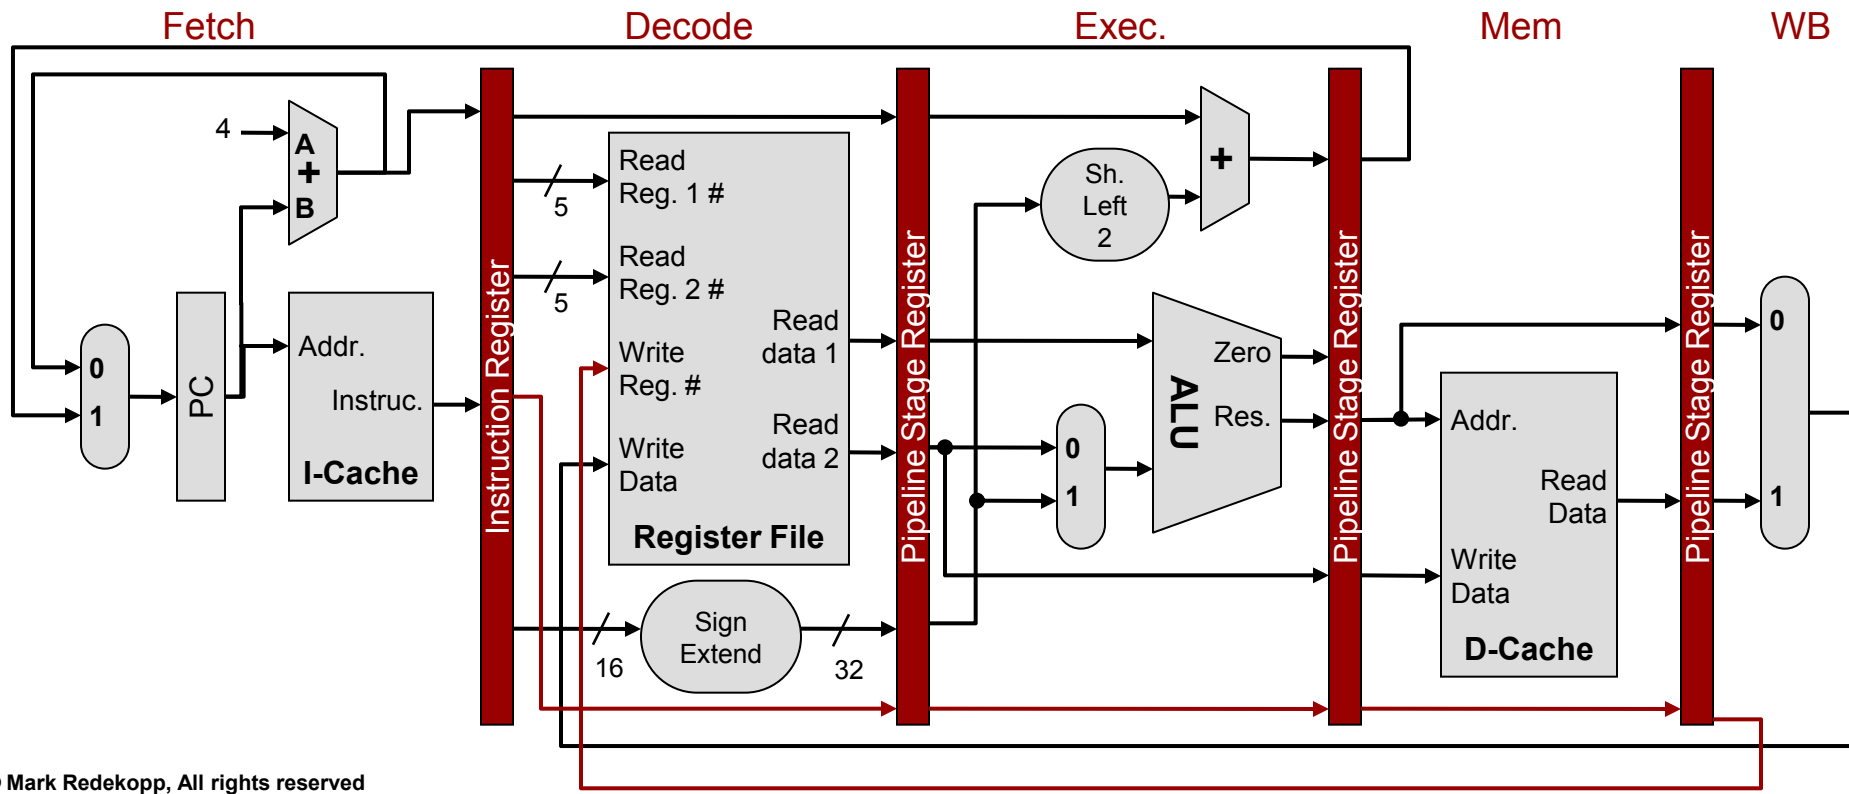 Fetch
Decode
Exec.
Mem
WB
4
A
+
B
0
1
PC
Addr.
Instruc.
I-Cache
Instruction Register
5
5
16
Read
Reg. 1 #
Read
Reg. 2 #
Write
Reg. #
Write
Data
Read
data 1
Read
data 2
Register File
Sign
Extend
32
Pipeline Stage Register
Sh.
Left
2
+
0
1
ALU
Zero
Res.
Pipeline Stage Register
Addr.
Read
Data
Write
Data
D-Cache
Pipeline Stage Register
0
1
Mark Redekopp, All rights reserved